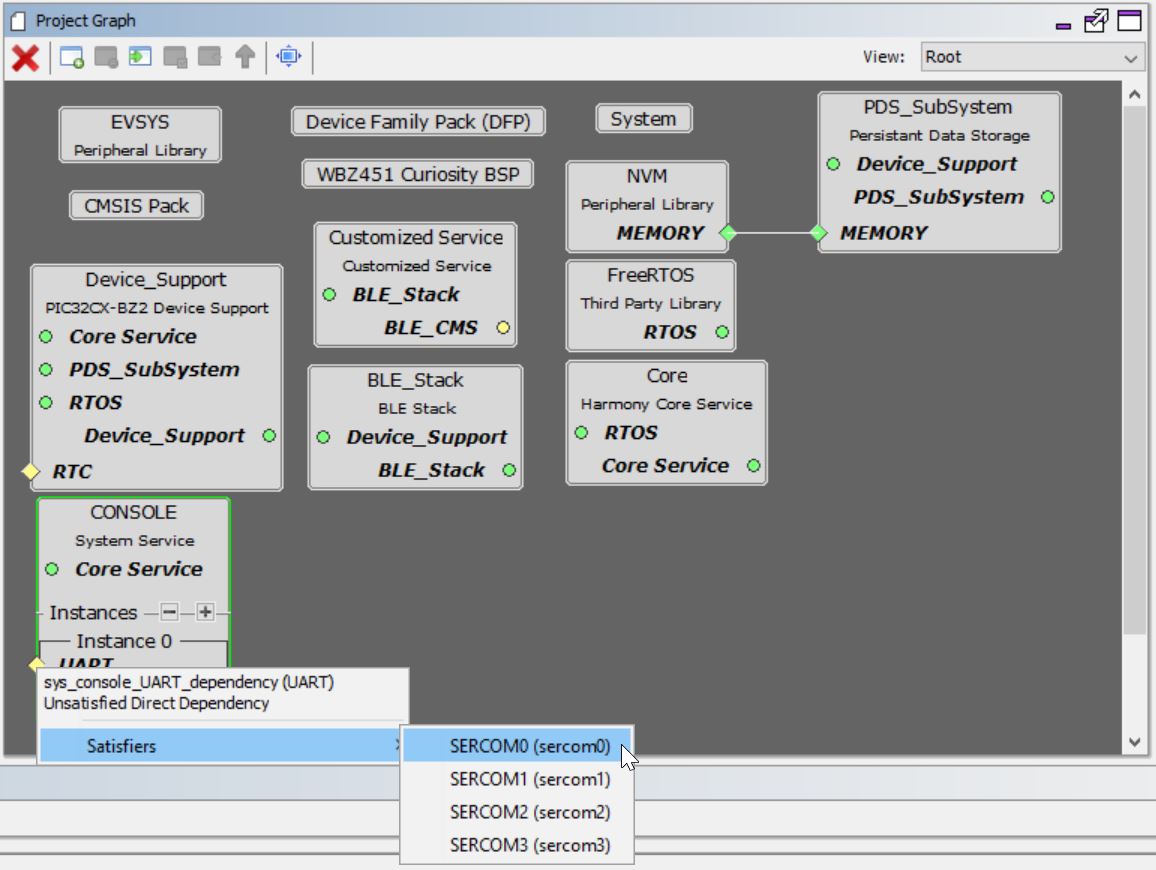 Project Graph
View: Root
EVSYS
Peripheral Library
CMSIS Pack
Device Family Pack (DFP)
WBZ451 Curiosity BSP
System
PDS_SubSystem
Persistant Data Storage
Device_Support
PDS_SubSystem
MEMORY
NVM
Peripheral Library
MEMORY
Customized Service
Customized Service
BLE_Stack
BLE_CMS
FreeRTOS
Third Party Library
RTOS
Device_Support
PIC32CX-BZ2 Device Support
Core Service
PDS_SubSystem
RTOS
Device_Support
RTC
BLE_Stack
BLE Stack
Device_Support
BLE_Stack
Core
Harmony Core Service
RTOS
Core Service
CONSOLE
System Service
Core Service
Instances
Instance 0
UART
sys_console_UART_dependency (UART)
Unsatisfied Direct Dependency
Satisfiers
SERCOM0 (sercom0)
SERCOM1 (sercom1)
SERCOM2 (sercom2)
SERCOM3 (sercom3)